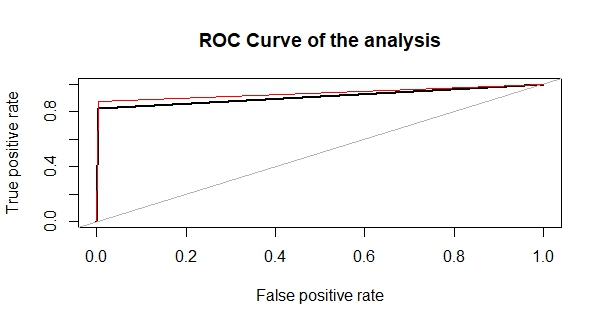 ROC Curve of the analysis
True positive rate
0.8
0.4
0.0
0.0 0.2 0.4 0.6 0.8 1.0
False positive rate